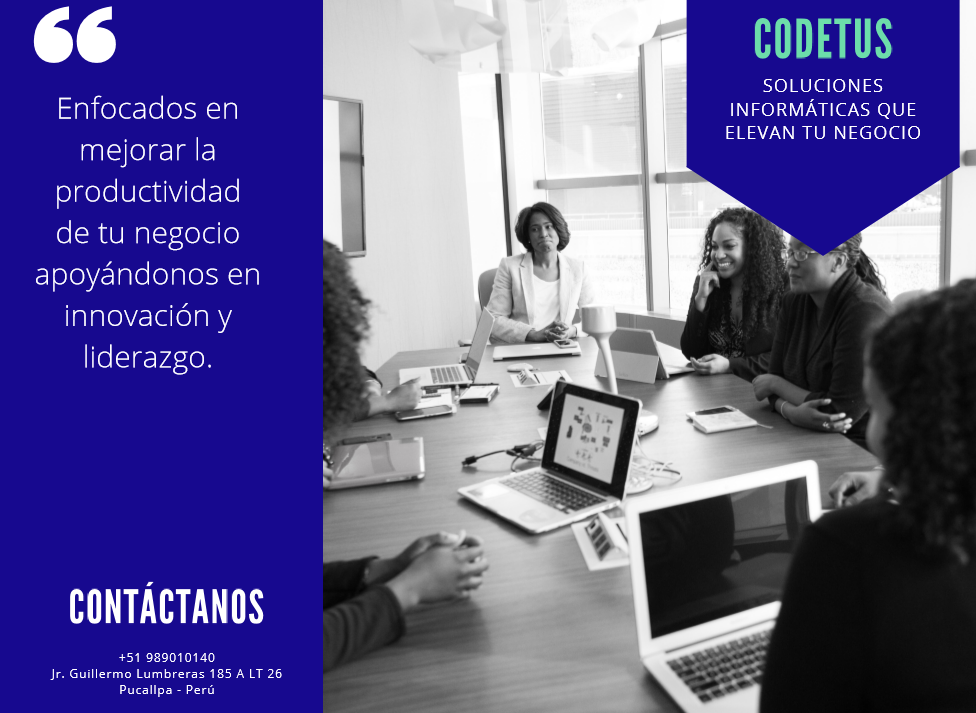 Enfocados en
mejorar la
productividad
de tu negocio
apoyándonos en
innovación y
liderazgo.
CONTÁCTANOS
+51 989010140
Jr. Guillermo Lumbreras 185 A LT 26
Pucallpa - Perú
CODETUS
SOLUCIONES
INFORMÁTICAS QUE
ELEVAN TU NEGOCIO